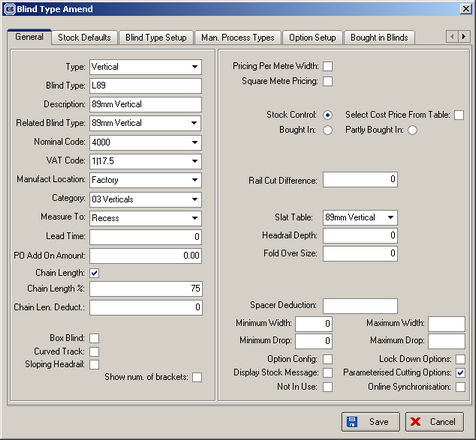 Blind Type Amend
General Stock Defaults Blind Type Setup Man. Process Types Option Setup Bought in Blinds
Type: Vertical
Blind Type: L89
Description: 89mm Vertical
Related Blind Type: 89mm Vertical
Nominal Code: 4000
VAT Code: 1|17.5
Manufact Location: Factory
Category: 03 Verticals
Measure To: Recess
Lead Time: 0
PO Add On Amount: 0.00
Chain Length:
Chain Length %: 75
Chain Len. Deduct.: 0
Box Blind:
Curved Track:
Sloping Headrail:
Show num. of brackets:
Pricing Per Metre Width:
Square Metre Pricing:
Stock Control: Select Cost Price From Table:
Bought In: Partly Bought In:
Rail Cut Difference: 0
Slat Table: 89mm Vertical
Headrail Depth: 0
Fold Over Size: 0
Spacer Deduction:
Minimum Width: 0 Maximum Width:
Minimum Drop: 0 Maximum Drop:
Option Config: Lock Down Options:
Display Stock Message: Parameterised Cutting Options:
Not In Use: Online Synchronisation:
Save Cancel